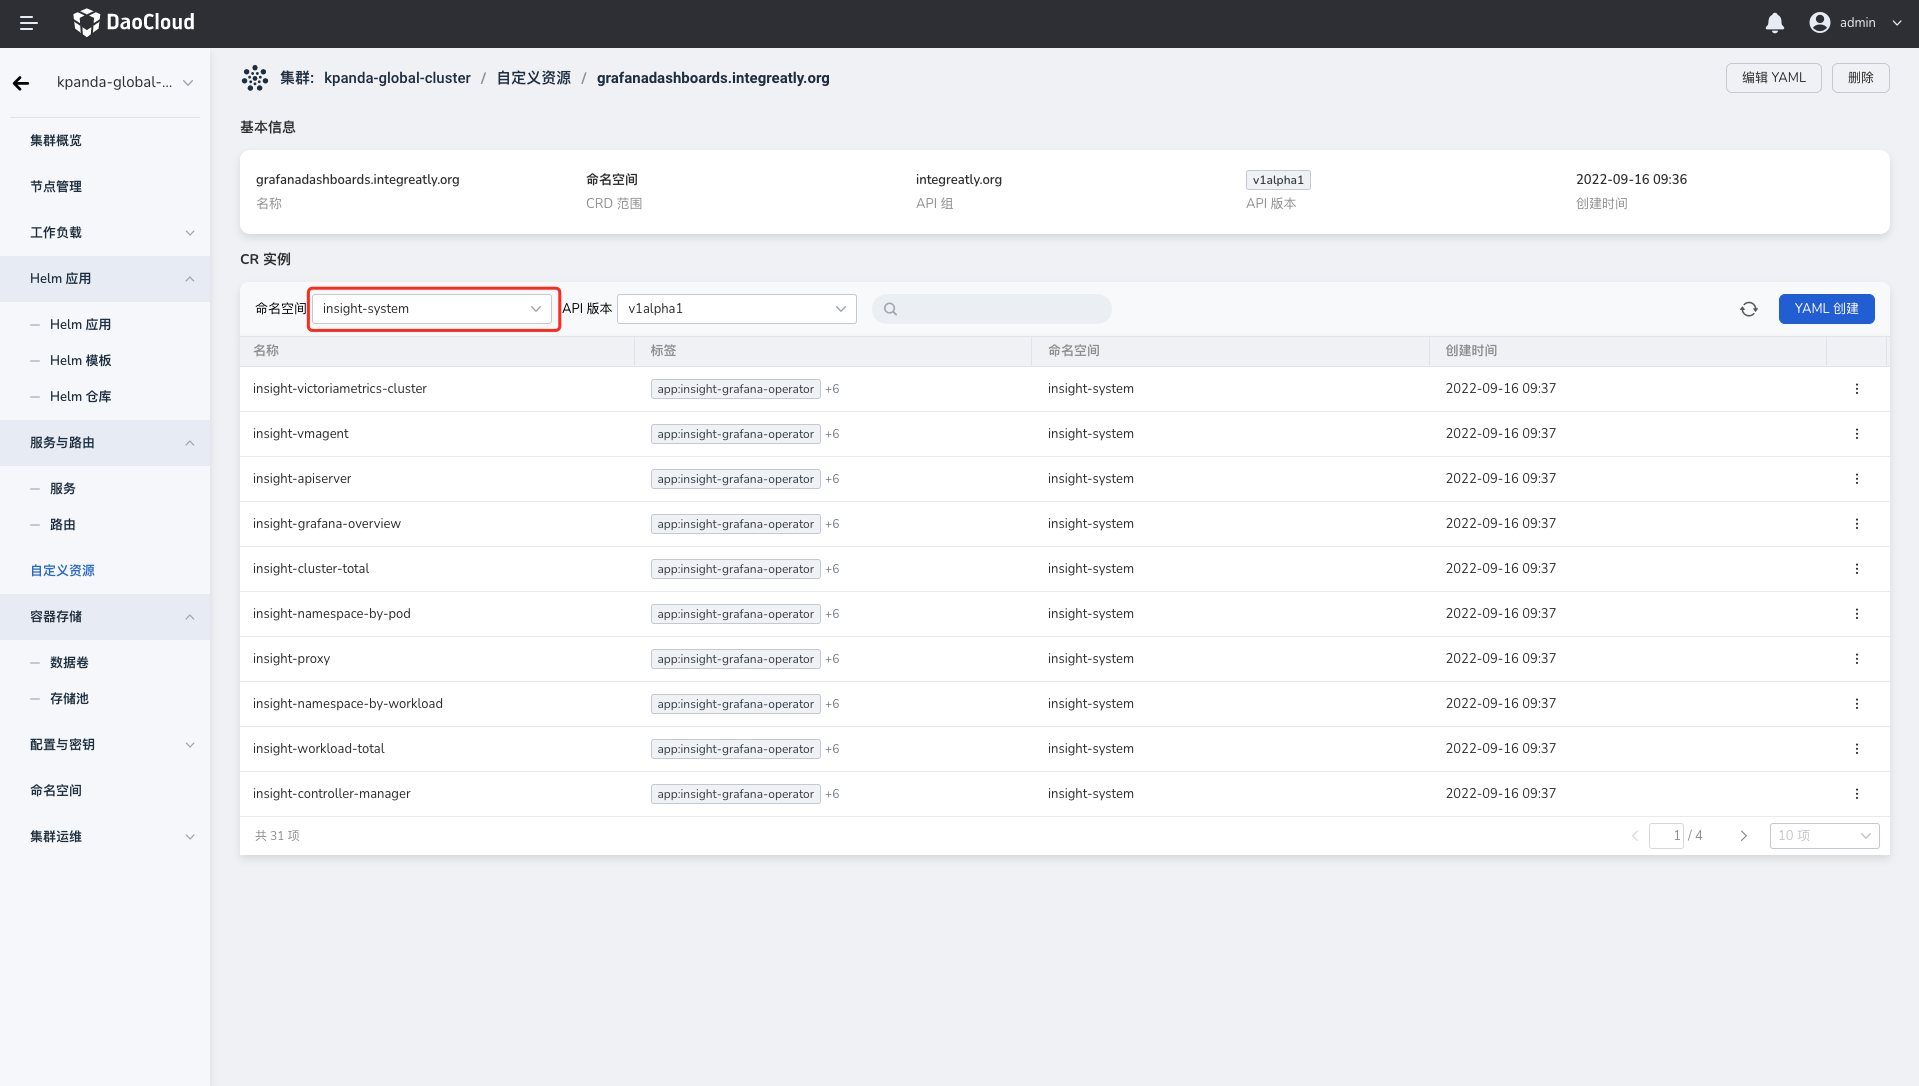 DaoCloud
admin
kpanda-global-...
集群概览
节点管理
工作负载
Helm 应用
Helm 应用
Helm 模板
Helm 仓库
服务与路由
服务
路由
自定义资源
容器存储
数据卷
存储池
配置与密钥
命名空间
集群运维
集群: kpanda-global-cluster / 自定义资源 / grafanadashboards.integreatly.org
编辑 YAML 删除
基本信息
grafanadashboards.integreatly.org 命名空间 integreatly.org v1alpha1 2022-09-16 09:36
名称 CRD 范围 API 组 API 版本 创建时间
CR 实例
命名空间 insight-system API 版本 v1alpha1 YAML 创建
名称 标签 命名空间 创建时间
insight-victoriametrics-cluster app:insight-grafana-operator +6 insight-system 2022-09-16 09:37
insight-vmagent app:insight-grafana-operator +6 insight-system 2022-09-16 09:37
insight-apiserver app:insight-grafana-operator +6 insight-system 2022-09-16 09:37
insight-grafana-overview app:insight-grafana-operator +6 insight-system 2022-09-16 09:37
insight-cluster-total app:insight-grafana-operator +6 insight-system 2022-09-16 09:37
insight-namespace-by-pod app:insight-grafana-operator +6 insight-system 2022-09-16 09:37
insight-proxy app:insight-grafana-operator +6 insight-system 2022-09-16 09:37
insight-namespace-by-workload app:insight-grafana-operator +6 insight-system 2022-09-16 09:37
insight-workload-total app:insight-grafana-operator +6 insight-system 2022-09-16 09:37
insight-controller-manager app:insight-grafana-operator +6 insight-system 2022-09-16 09:37
共 31 项 1 / 4 10 项